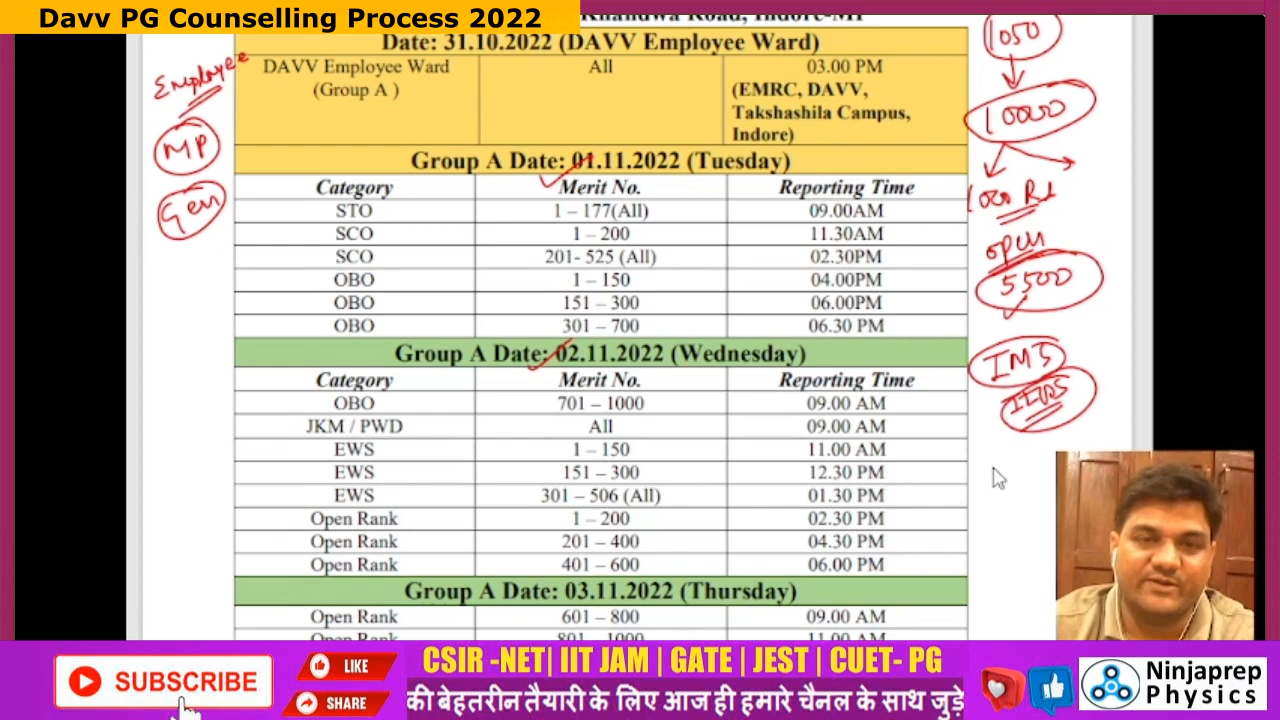 Davv PG Counselling Process 2022
Khandwa Road, Indore-MP
Date: 31.10.2022 (DAVV Employee Ward)
DAVV Employee Ward (Group A ) All 03.00 PM
(EMRC, DAVV, Takshashila Campus, Indore)
Group A Date: 01.11.2022 (Tuesday)
Category Merit No. Reporting Time
STO 1 – 177(All) 09.00AM
SCO 1 – 200 11.30AM
SCO 201- 525 (All) 02.30PM
OBO 1 – 150 04.00PM
OBO 151 – 300 06.00PM
OBO 301 – 700 06.30 PM
Group A Date: 02.11.2022 (Wednesday)
Category Merit No. Reporting Time
OBO 701 – 1000 09.00 AM
JKM / PWD All 09.00 AM
EWS 1 – 150 11.00 AM
EWS 151 – 300 12.30 PM
EWS 301 – 506 (All) 01.30 PM
Open Rank 1 – 200 02.30 PM
Open Rank 201 – 400 04.30 PM
Open Rank 401 – 600 06.00 PM
Group A Date: 03.11.2022 (Thursday)
Open Rank 601 – 800 09.00 AM
Open Rank 801 – 1000 11.00 AM
Employee
MP
Gen
1050
10000
open
5500
IMS
SUBSCRIBE
LIKE
SHARE
CSIR -NET| IIT JAM | GATE | JEST | CUET- PG
की बेहतरीन तैयारी के लिए आज ही हमारे चैनल के साथ जुड़े
Ninjaprep
Physics